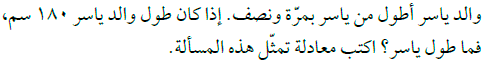 والد ياسر أطول من ياسر بمرّة ونصف. إذا كان طول والد ياسر ١٨٠ سم،
فما طول ياسر؟ اكتب معادلة تمثّل هذه المسألة.